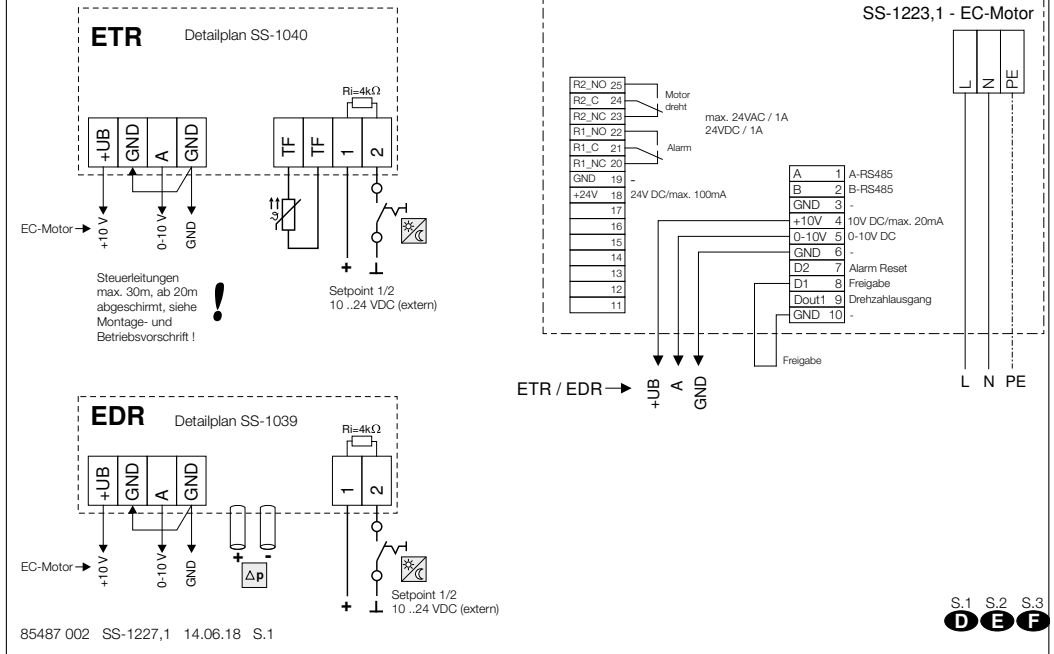 ETR
Detailplan SS-1040
Ri=4kΩ
+UB
GND
A
GND
TF
TF
1
2
ϑ
EC-Motor
+10 V
0-10 V
GND
+
Setpoint 1/2
10 ..24 VDC (extern)
Steuerleitungen
max. 30m, ab 20m
abgeschirmt, siehe
Montage- und
Betriebsvorschrift !
!
EDR
Detailplan SS-1039
Ri=4kΩ
+UB
GND
A
GND
1
2
EC-Motor
+10 V
0-10 V
GND
+
-
Δp
+
Setpoint 1/2
10 ..24 VDC (extern)
85487 002 SS-1227,1 14.06.18 S.1
SS-1223,1 - EC-Motor
L
N
PE
R2_NO 25
R2_C 24
R2_NC 23
R1_NO 22
R1_C 21
R1_NC 20
GND 19 -
+24V 18 24V DC/max. 100mA
17
16
15
14
13
12
11
Motor
dreht
Alarm
max. 24VAC / 1A
24VDC / 1A
A 1 A-RS485
B 2 B-RS485
GND 3 -
+10V 4 10V DC/max. 20mA
0-10V 5 0-10V DC
GND 6 -
D2 7 Alarm Reset
D1 8 Freigabe
Dout1 9 Drehzahlausgang
GND 10 -
Freigabe
ETR / EDR
+UB
A
GND
L N PE
S.1 S.2 S.3
D E F